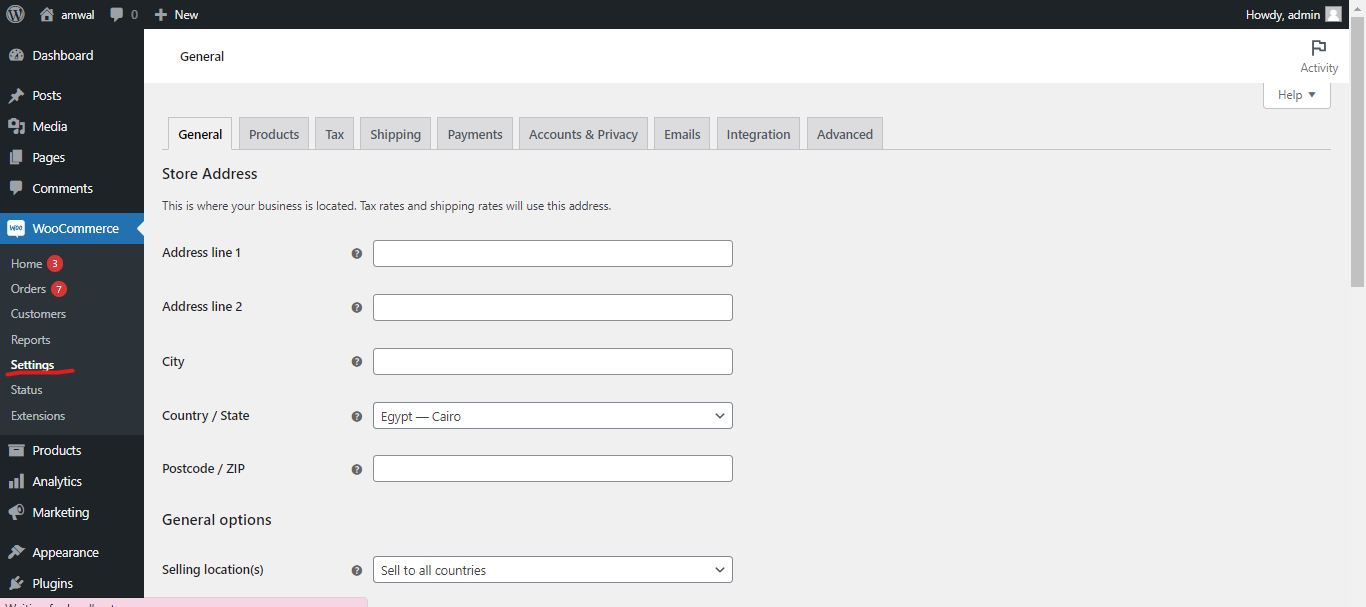 amwal 0 New Howdy, admin
Dashboard
Posts
Media
Pages
Comments
WooCommerce
Home 3
Orders 7
Customers
Reports
Settings
Status
Extensions
Products
Analytics
Marketing
Appearance
Plugins
General
Activity
Help
General Products Tax Shipping Payments Accounts & Privacy Emails Integration Advanced
Store Address
This is where your business is located. Tax rates and shipping rates will use this address.
Address line 1
Address line 2
City
Country / State Egypt — Cairo
Postcode / ZIP
General options
Selling location(s) Sell to all countries